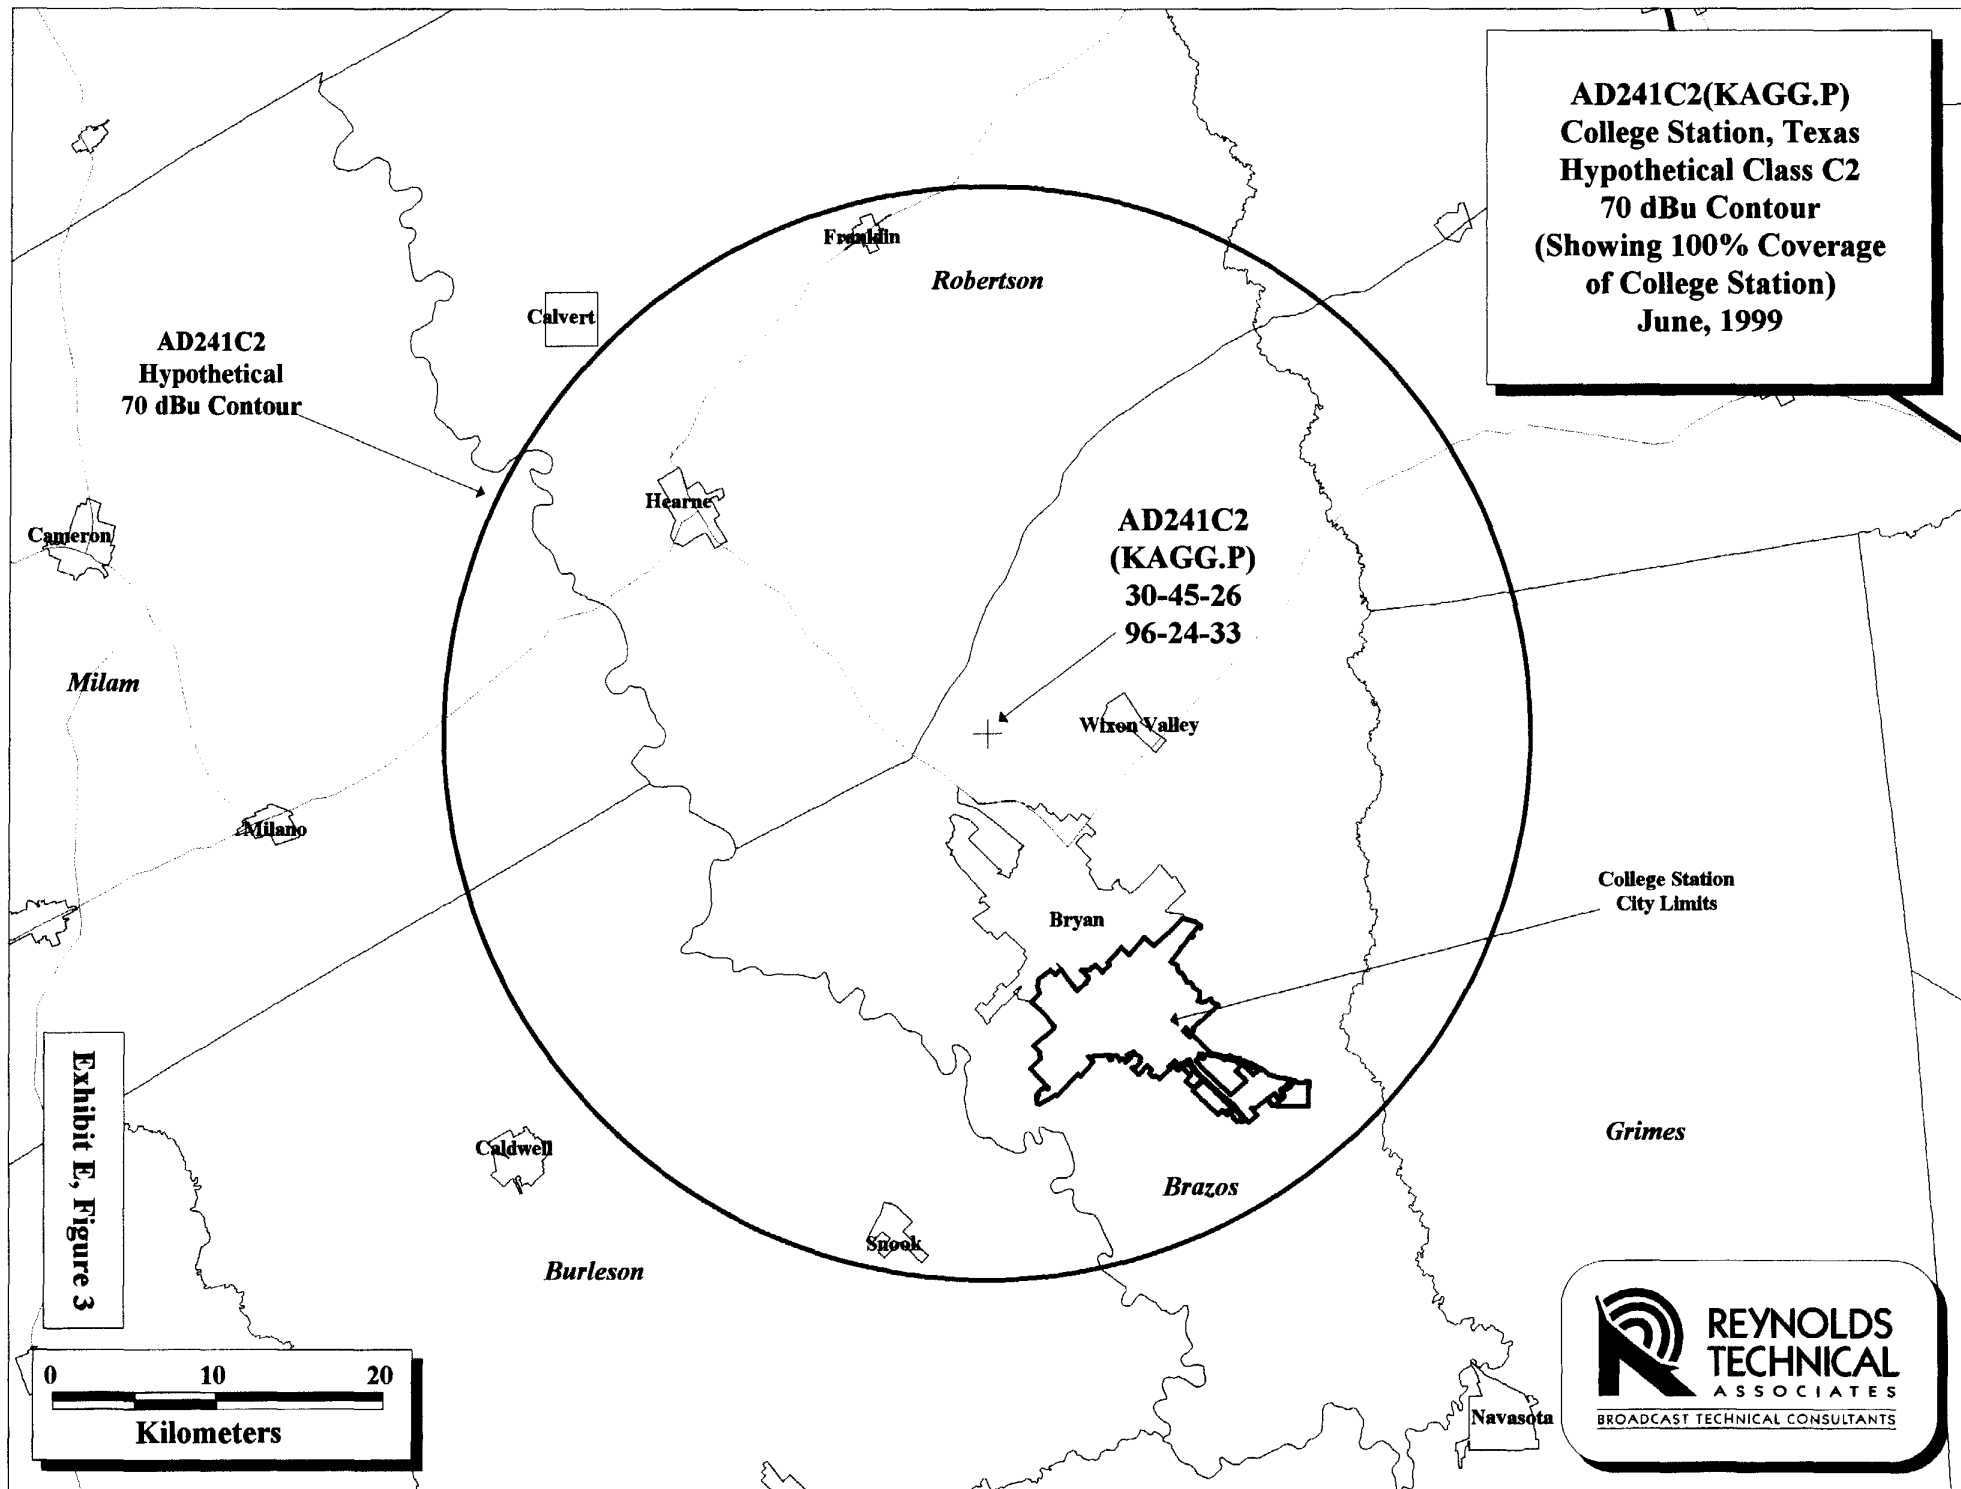 AD241C2(KAGG.P)
College Station, Texas
Hypothetical Class C2
70 dBu Contour
(Showing 100% Coverage
of College Station)
June, 1999
Franklin
Robertson
Calvert
AD241C2
Hypothetical
70 dBu Contour
Hearne
Cameron
AD241C2
(KAGG.P)
30-45-26
96-24-33
Milam
Wixon Valley
Milano
College Station
City Limits
Bryan
Exhibit E, Figure 3
Caldwell
Grimes
Brazos
Snook
Burleson
0 10 20
Kilometers
REYNOLDS
TECHNICAL
ASSOCIATES
BROADCAST TECHNICAL CONSULTANTS
Navasota